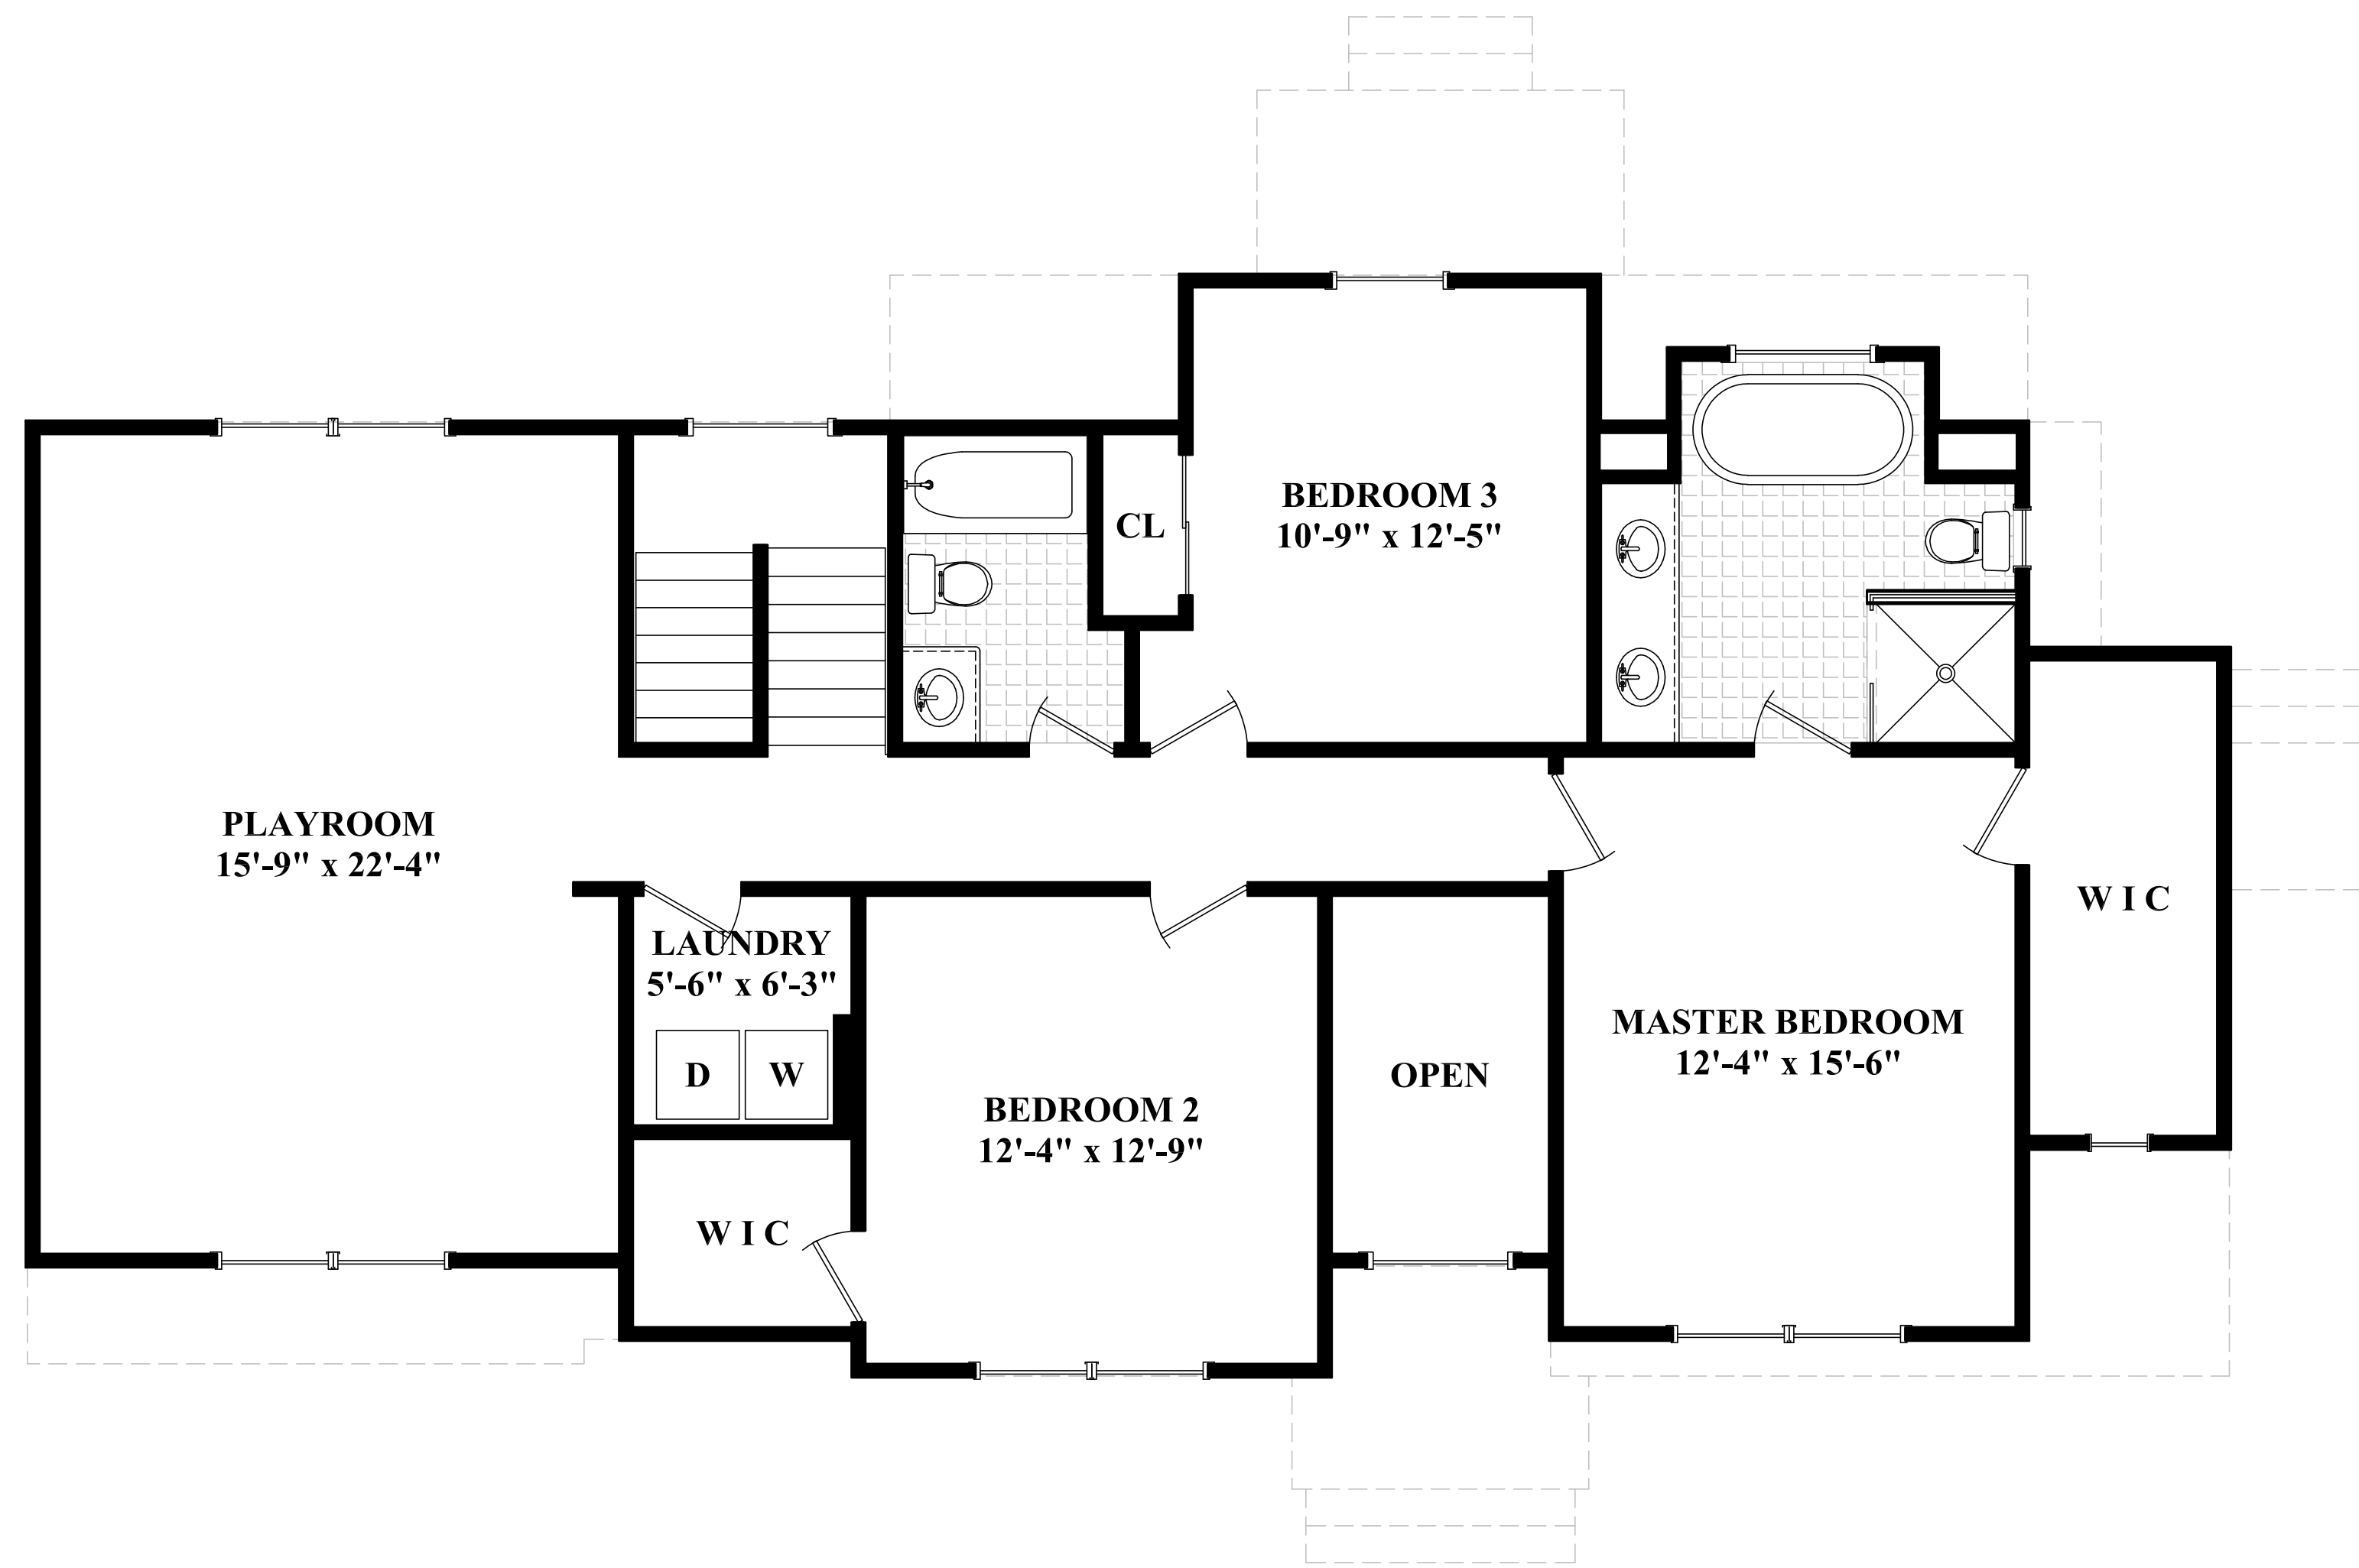 BEDROOM 3
10'-9" x 12'-5"
CL
PLAYROOM
15'-9" x 22'-4"
W I C
LAUNDRY
5'-6" x 6'-3"
D
W
OPEN
MASTER BEDROOM
12'-4" x 15'-6"
BEDROOM 2
12'-4" x 12'-9"
W I C